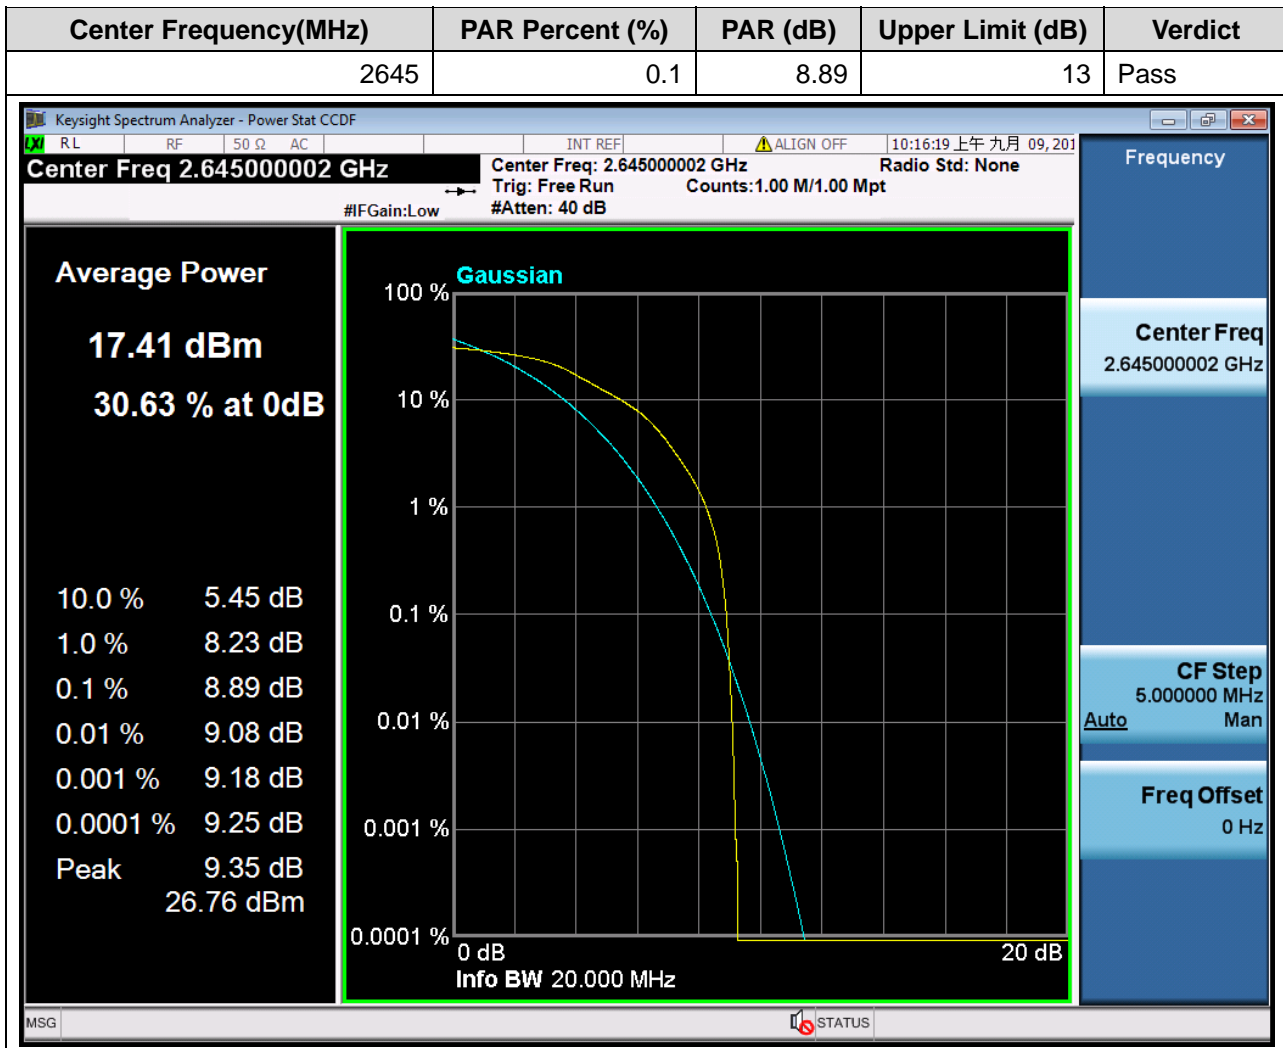 Center Frequency(MHz) PAR Percent (%) PAR (dB) Upper Limit (dB) Verdict
2645 0.1 8.89 13 Pass
Keysight Spectrum Analyzer - Power Stat CCDF
LXI RL RF 50 Ω AC INT REF ALIGN OFF 10:16:19 上午 九月 09, 201
Center Freq 2.645000002 GHz
Center Freq: 2.645000002 GHz Radio Std: None
Trig: Free Run Counts:1.00 M/1.00 Mpt
#IFGain:Low #Atten: 40 dB
Average Power
17.41 dBm
30.63 % at 0dB
10.0 % 5.45 dB
1.0 % 8.23 dB
0.1 % 8.89 dB
0.01 % 9.08 dB
0.001 % 9.18 dB
0.0001 % 9.25 dB
Peak 9.35 dB
26.76 dBm
Gaussian
100 %
10 %
1 %
0.1 %
0.01 %
0.001 %
0.0001 %
0 dB 20 dB
Info BW 20.000 MHz
Frequency
Center Freq
2.645000002 GHz
CF Step
5.000000 MHz
Auto Man
Freq Offset
0 Hz
MSG STATUS